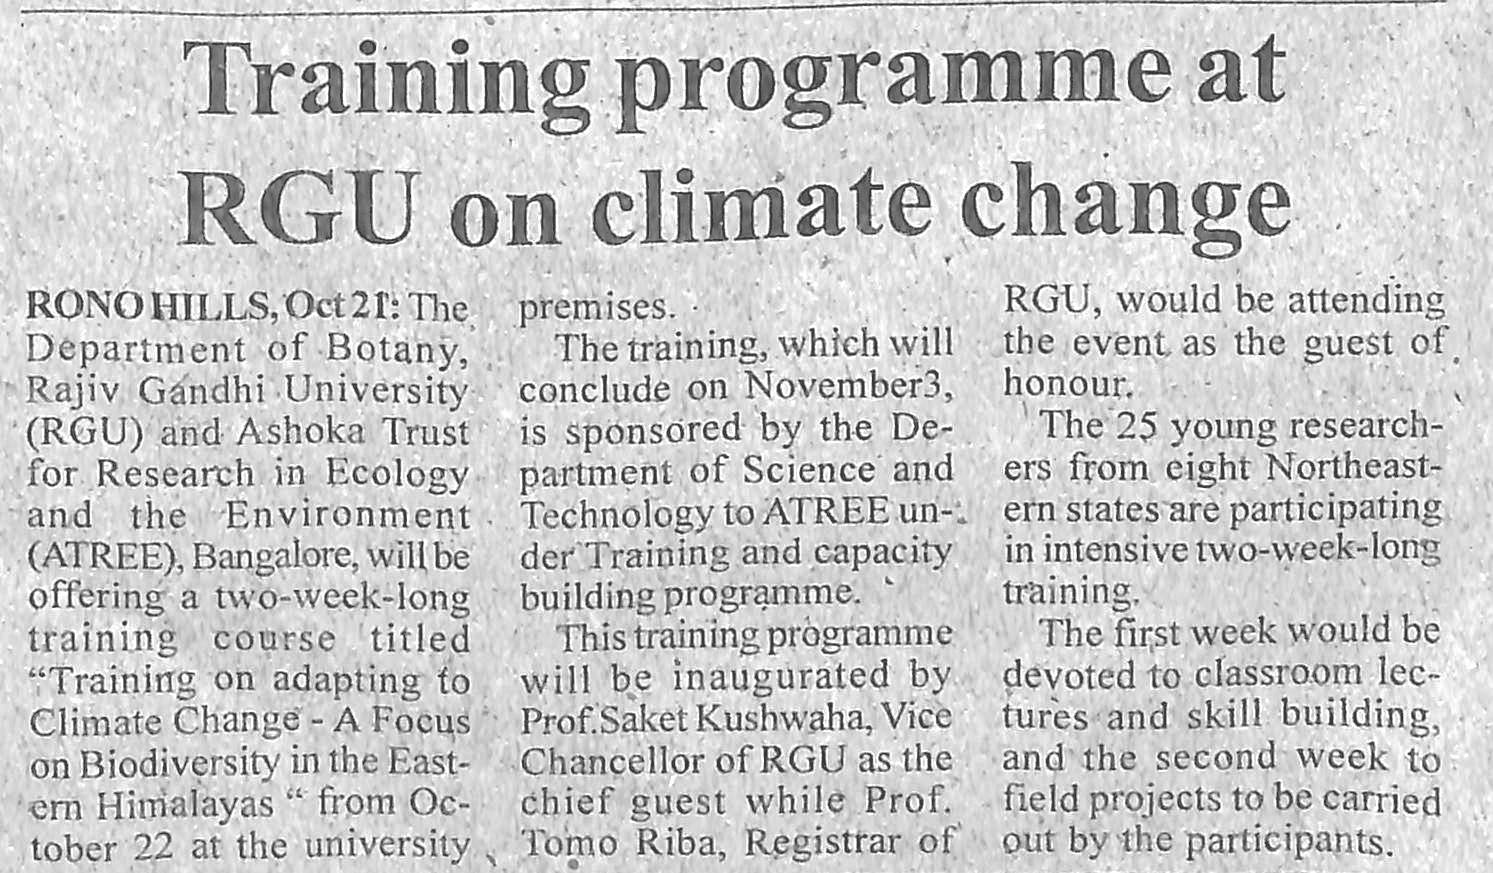 Training programme at
RGU on climate change
RONO HILLS, Oct 21: The
Department of Botany,
Rajiv Gandhi University
(RGU) and Ashoka Trust
for Research in Ecology
and the Environment
(ATREE), Bangalore, will be
offering a two-week-long
training course titled
“Training on adapting to
Climate Change - A Focus
on Biodiversity in the East-
ern Himalayas “ from Oc-
tober 22 at the university
premises.
The training, which will
conclude on November3,
is sponsored by the De-
partment of Science and
Technology to ATREE un-
der Training and capacity
building programme.
This training programme
will be inaugurated by
Prof.Saket Kushwaha, Vice
Chancellor of RGU as the
chief guest while Prof.
Tomo Riba, Registrar of
RGU, would be attending
the event as the guest of
honour.
The 25 young research-
ers from eight Northeast-
ern states are participating
in intensive two-week-long
training.
The first week would be
devoted to classroom lec-
tures and skill building,
and the second week to
field projects to be carried
out by the participants.